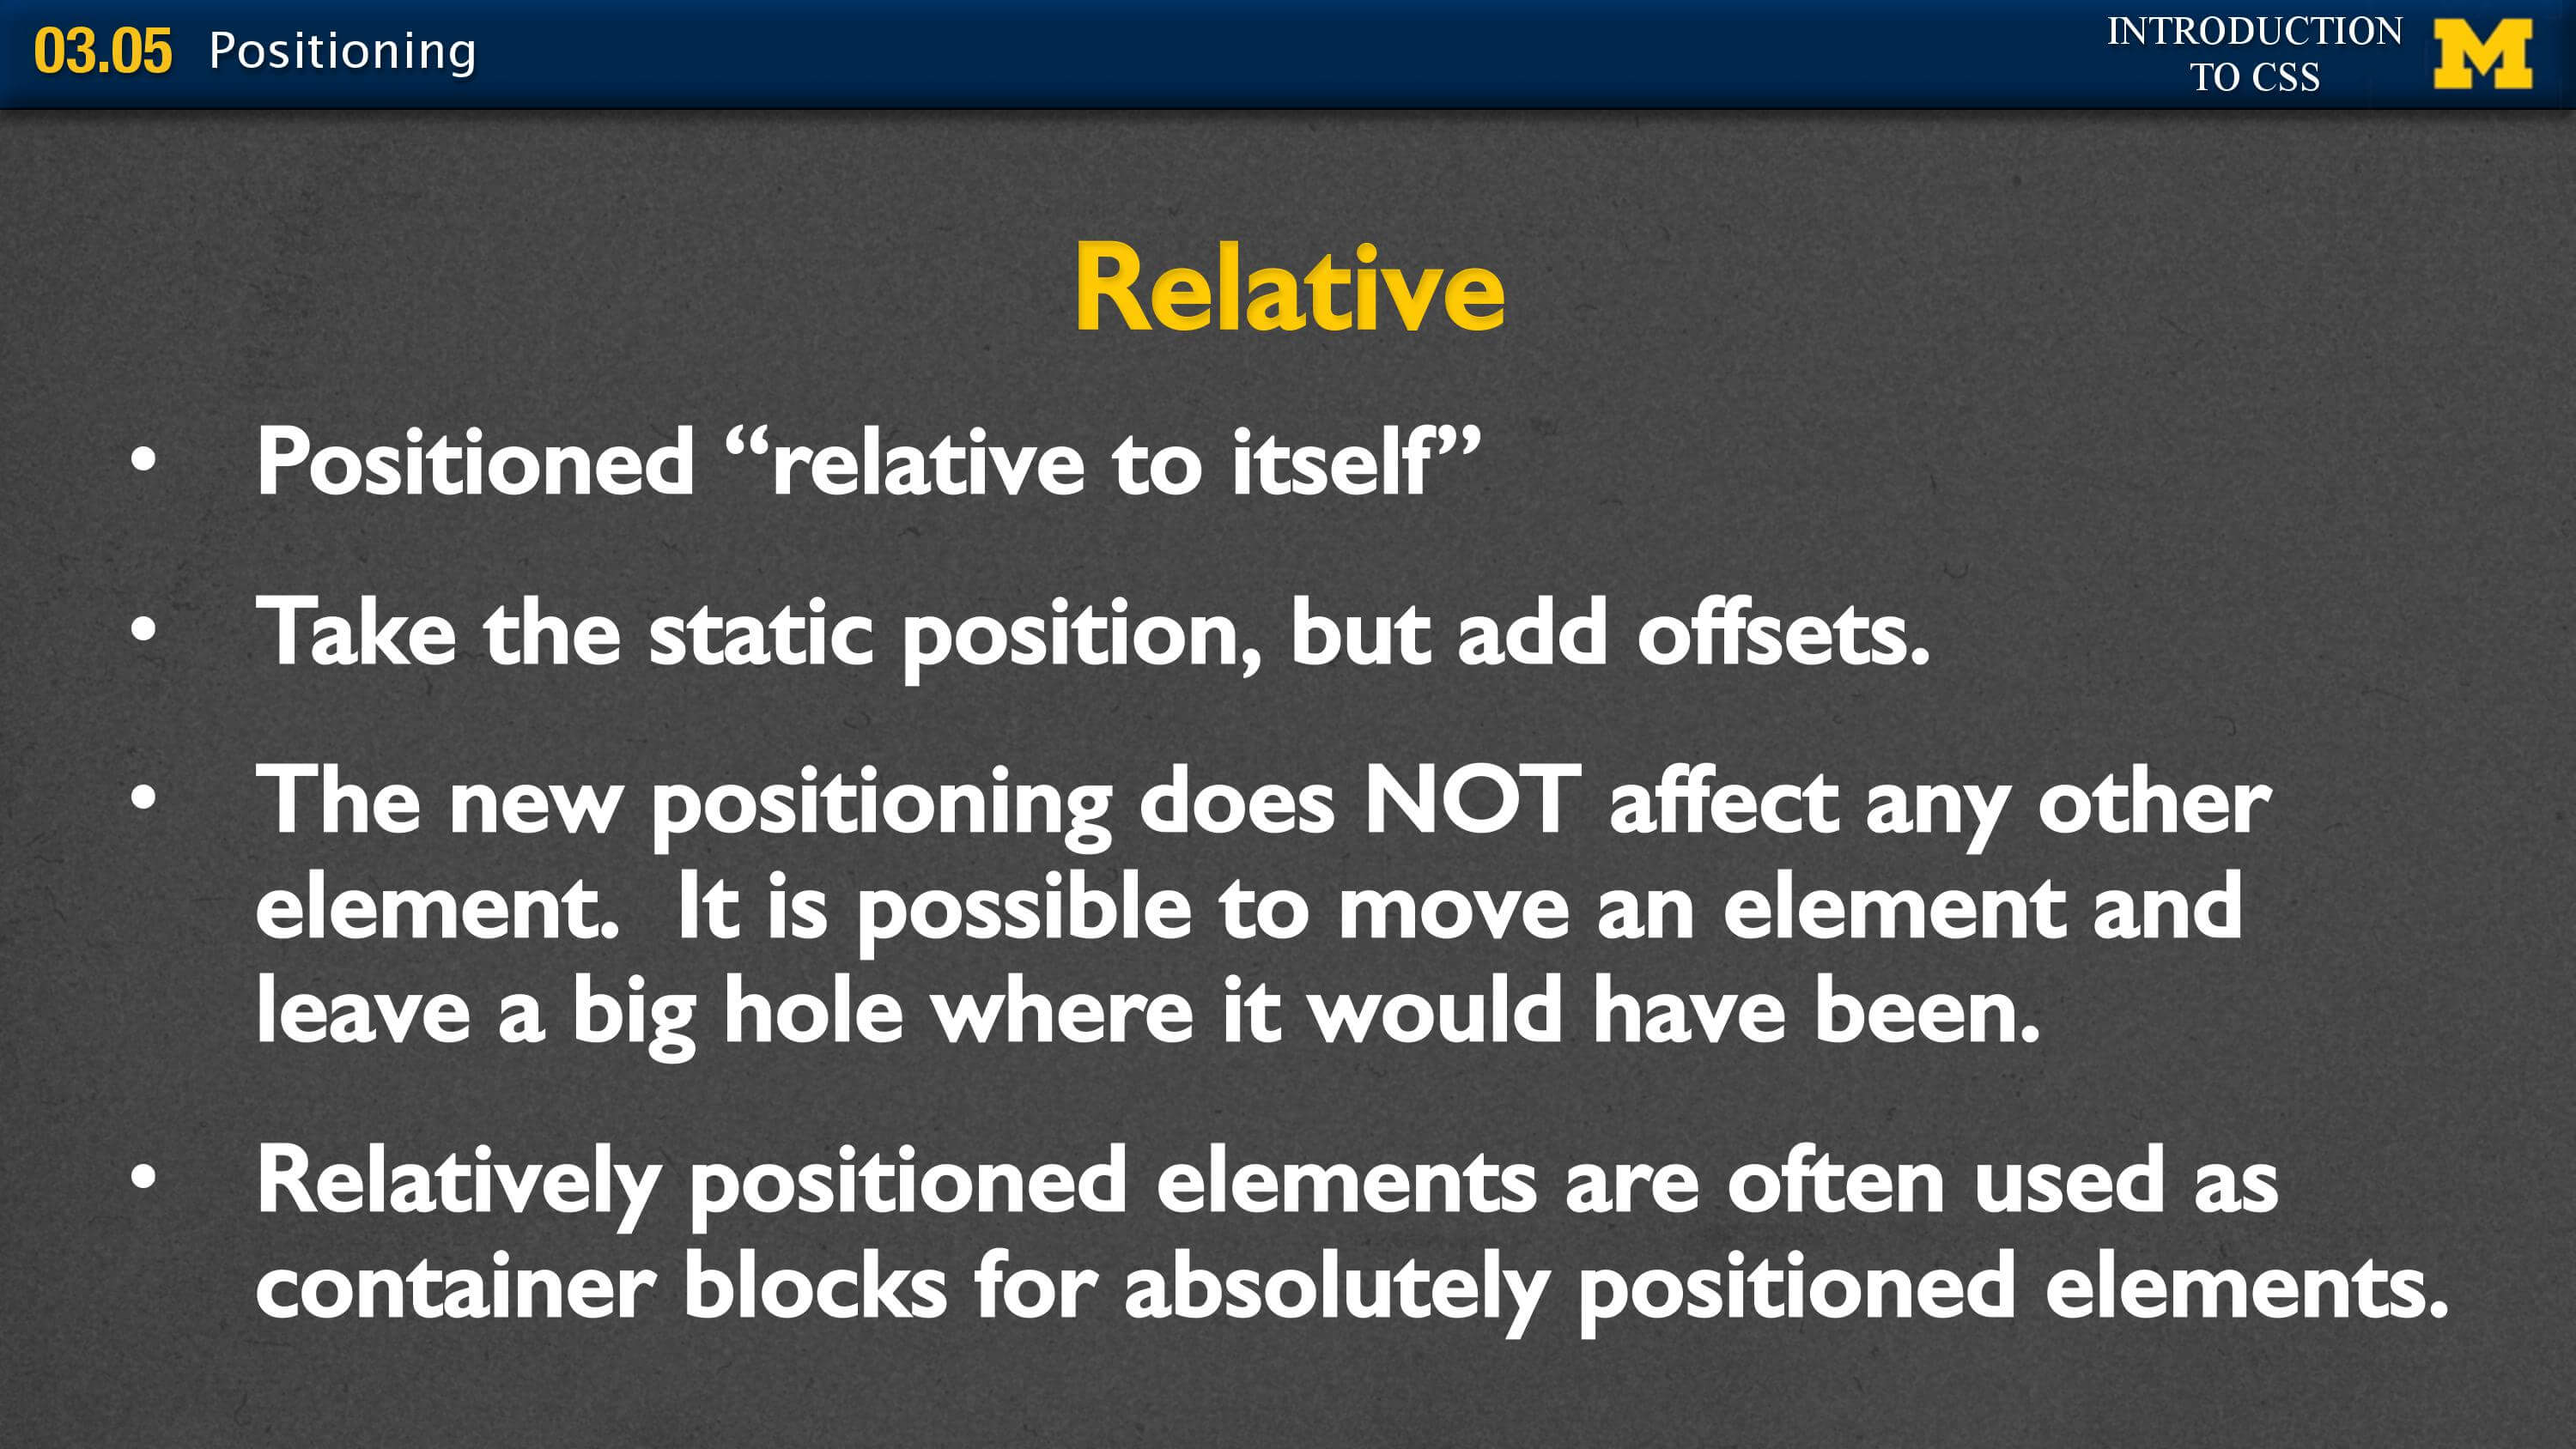 03.05 Positioning
INTRODUCTION
TO CSS
M
Relative
• Positioned “relative to itself”
• Take the static position, but add offsets.
• The new positioning does NOT affect any other
element.  It is possible to move an element and
leave a big hole where it would have been.
• Relatively positioned elements are often used as
container blocks for absolutely positioned elements.